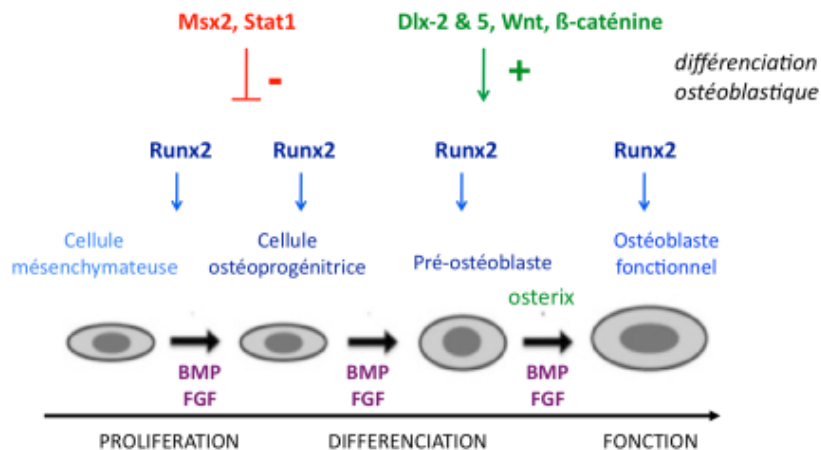 Msx2, Stat1
Dlx-2 & 5, Wnt, ß-caténine
-
+
différenciation
ostéoblastique
Runx2
Runx2
Runx2
Runx2
Cellule
mésenchymateuse
Cellule
ostéoprogénitrice
Pré-ostéoblaste
Ostéoblaste
fonctionnel
osterix
BMP
FGF
BMP
FGF
BMP
FGF
PROLIFERATION
DIFFERENCIATION
FONCTION